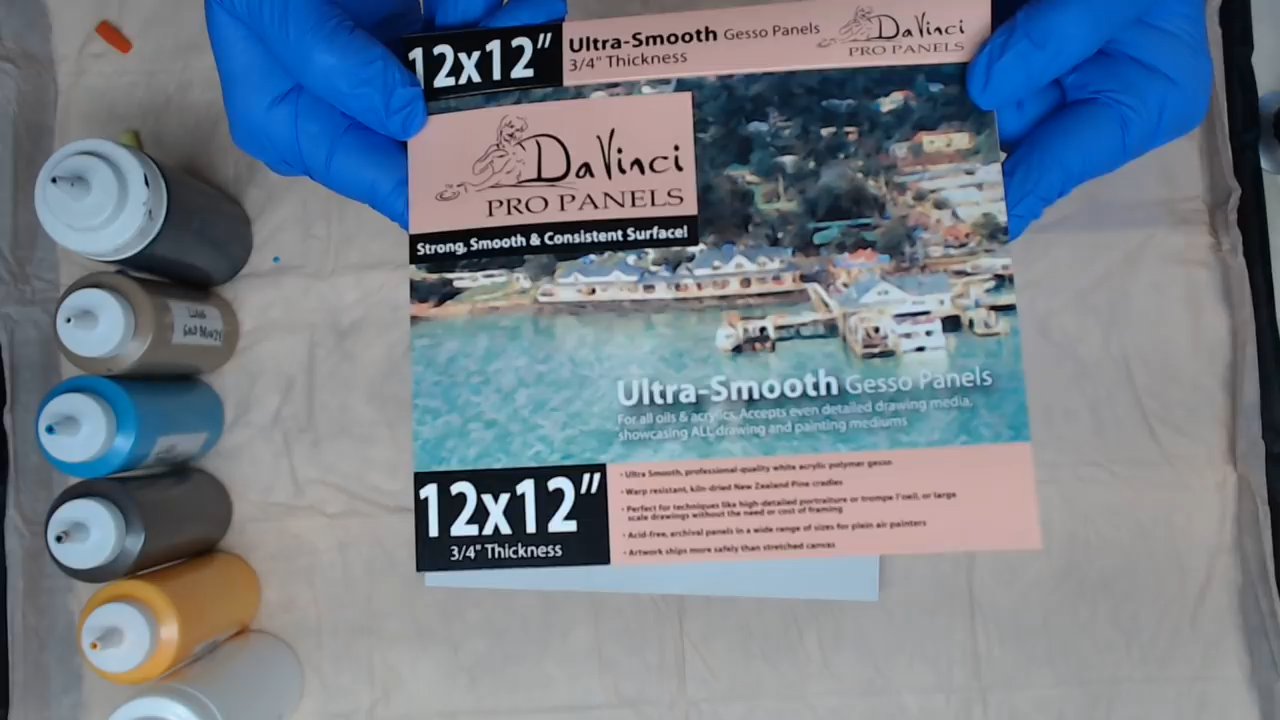 12x12"
Ultra-Smooth Gesso Panels
3/4" Thickness
DaVinci
PRO PANELS
DaVinci
PRO PANELS
Strong, Smooth & Consistent Surface!
Ultra-Smooth Gesso Panels
For all oils & acrylics. Accepts even detailed drawing media,
showcasing ALL drawing and painting mediums
12x12"
3/4" Thickness
• Ultra Smooth, professional-quality white acrylic polymer gesso
• Warp resistant, kiln-dried New Zealand Pine cradles
• Perfect for techniques like high-detailed portraiture or trompe l'oeil, or large
scale drawings without the need or cost of framing
• Acid-free, archival panels in a wide range of sizes for plein air painters
• Artwork ships more safely than stretched canvas